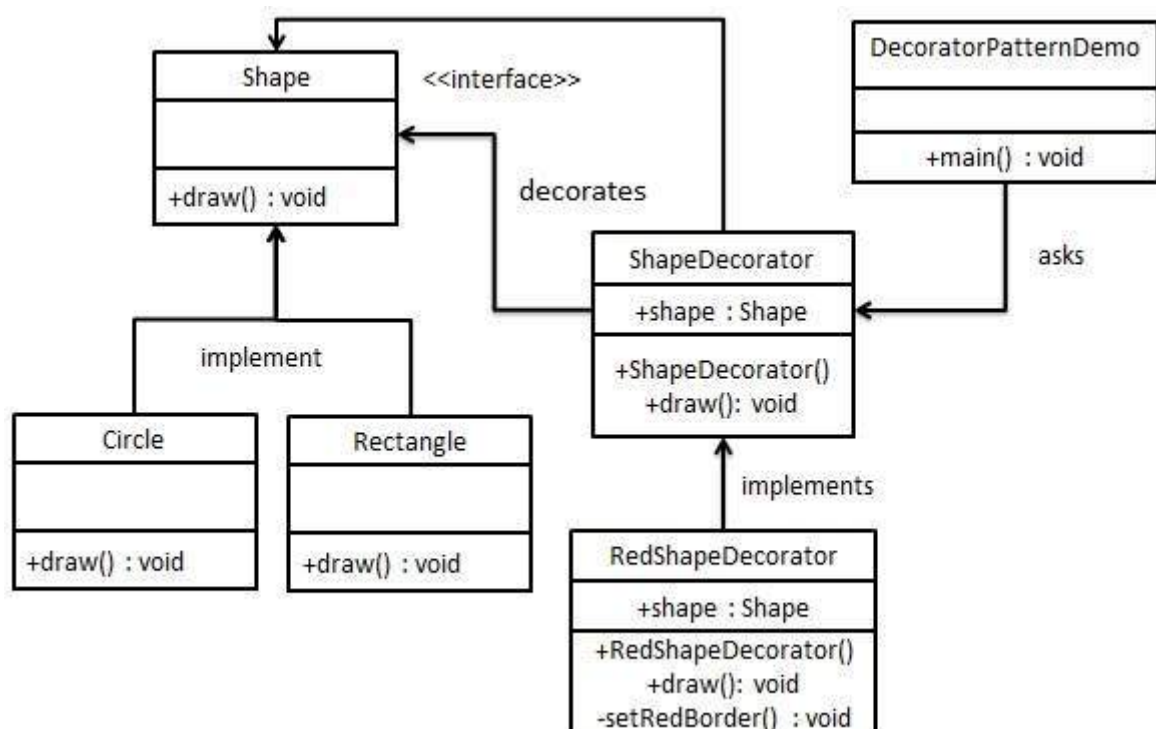 Shape
+draw() : void
<<interface>>
DecoratorPatternDemo
+main() : void
decorates
asks
ShapeDecorator
+shape : Shape
+ShapeDecorator()
+draw(): void
implement
Circle
+draw() : void
Rectangle
+draw() : void
implements
RedShapeDecorator
+shape : Shape
+RedShapeDecorator()
+draw(): void
-setRedBorder() : void